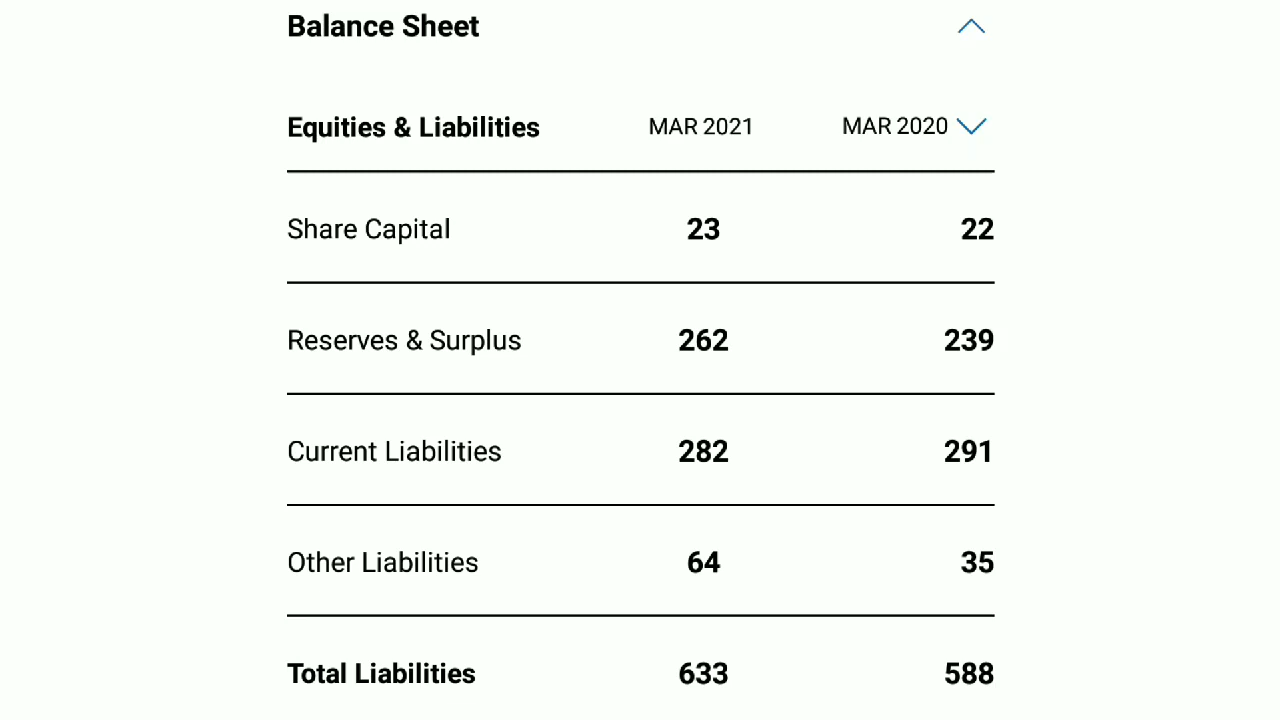 Balance Sheet
Equities & Liabilities MAR 2021 MAR 2020
Share Capital 23 22
Reserves & Surplus 262 239
Current Liabilities 282 291
Other Liabilities 64 35
Total Liabilities 633 588